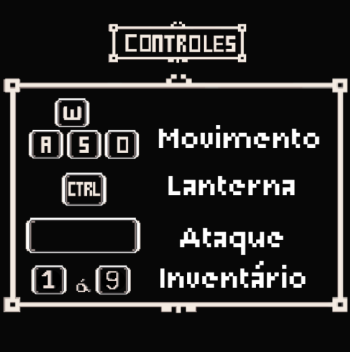 CONTROLES
W
A S D Movimento
CTRL Lanterna
Ataque
1 á 9 Inventário